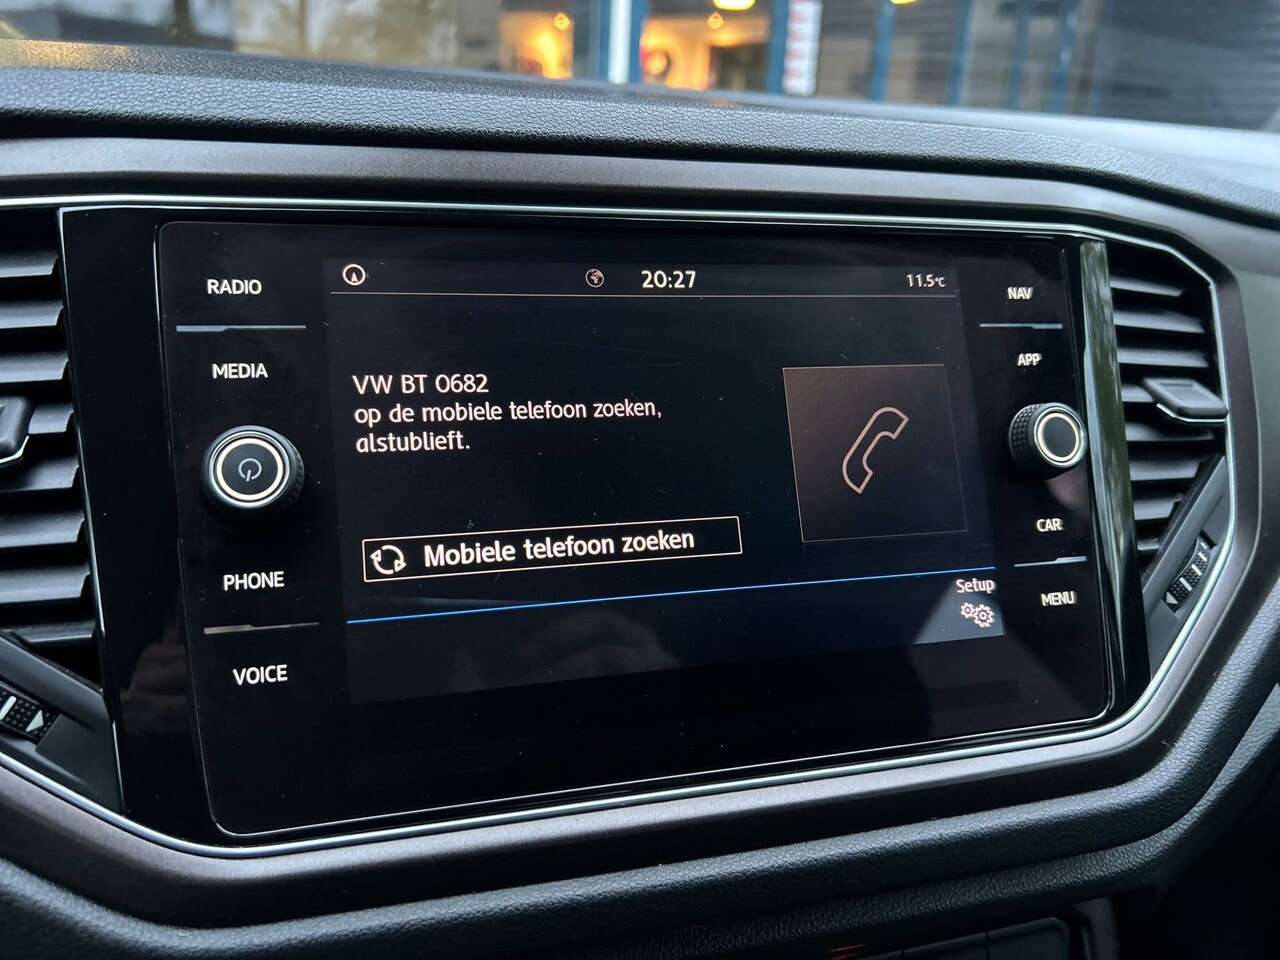 RADIO
MEDIA
PHONE
VOICE
20:27
11.5°C
VW BT 0682
op de mobiele telefoon zoeken,
alstublieft.
Mobiele telefoon zoeken
Setup
NAV
APP
CAR
MENU